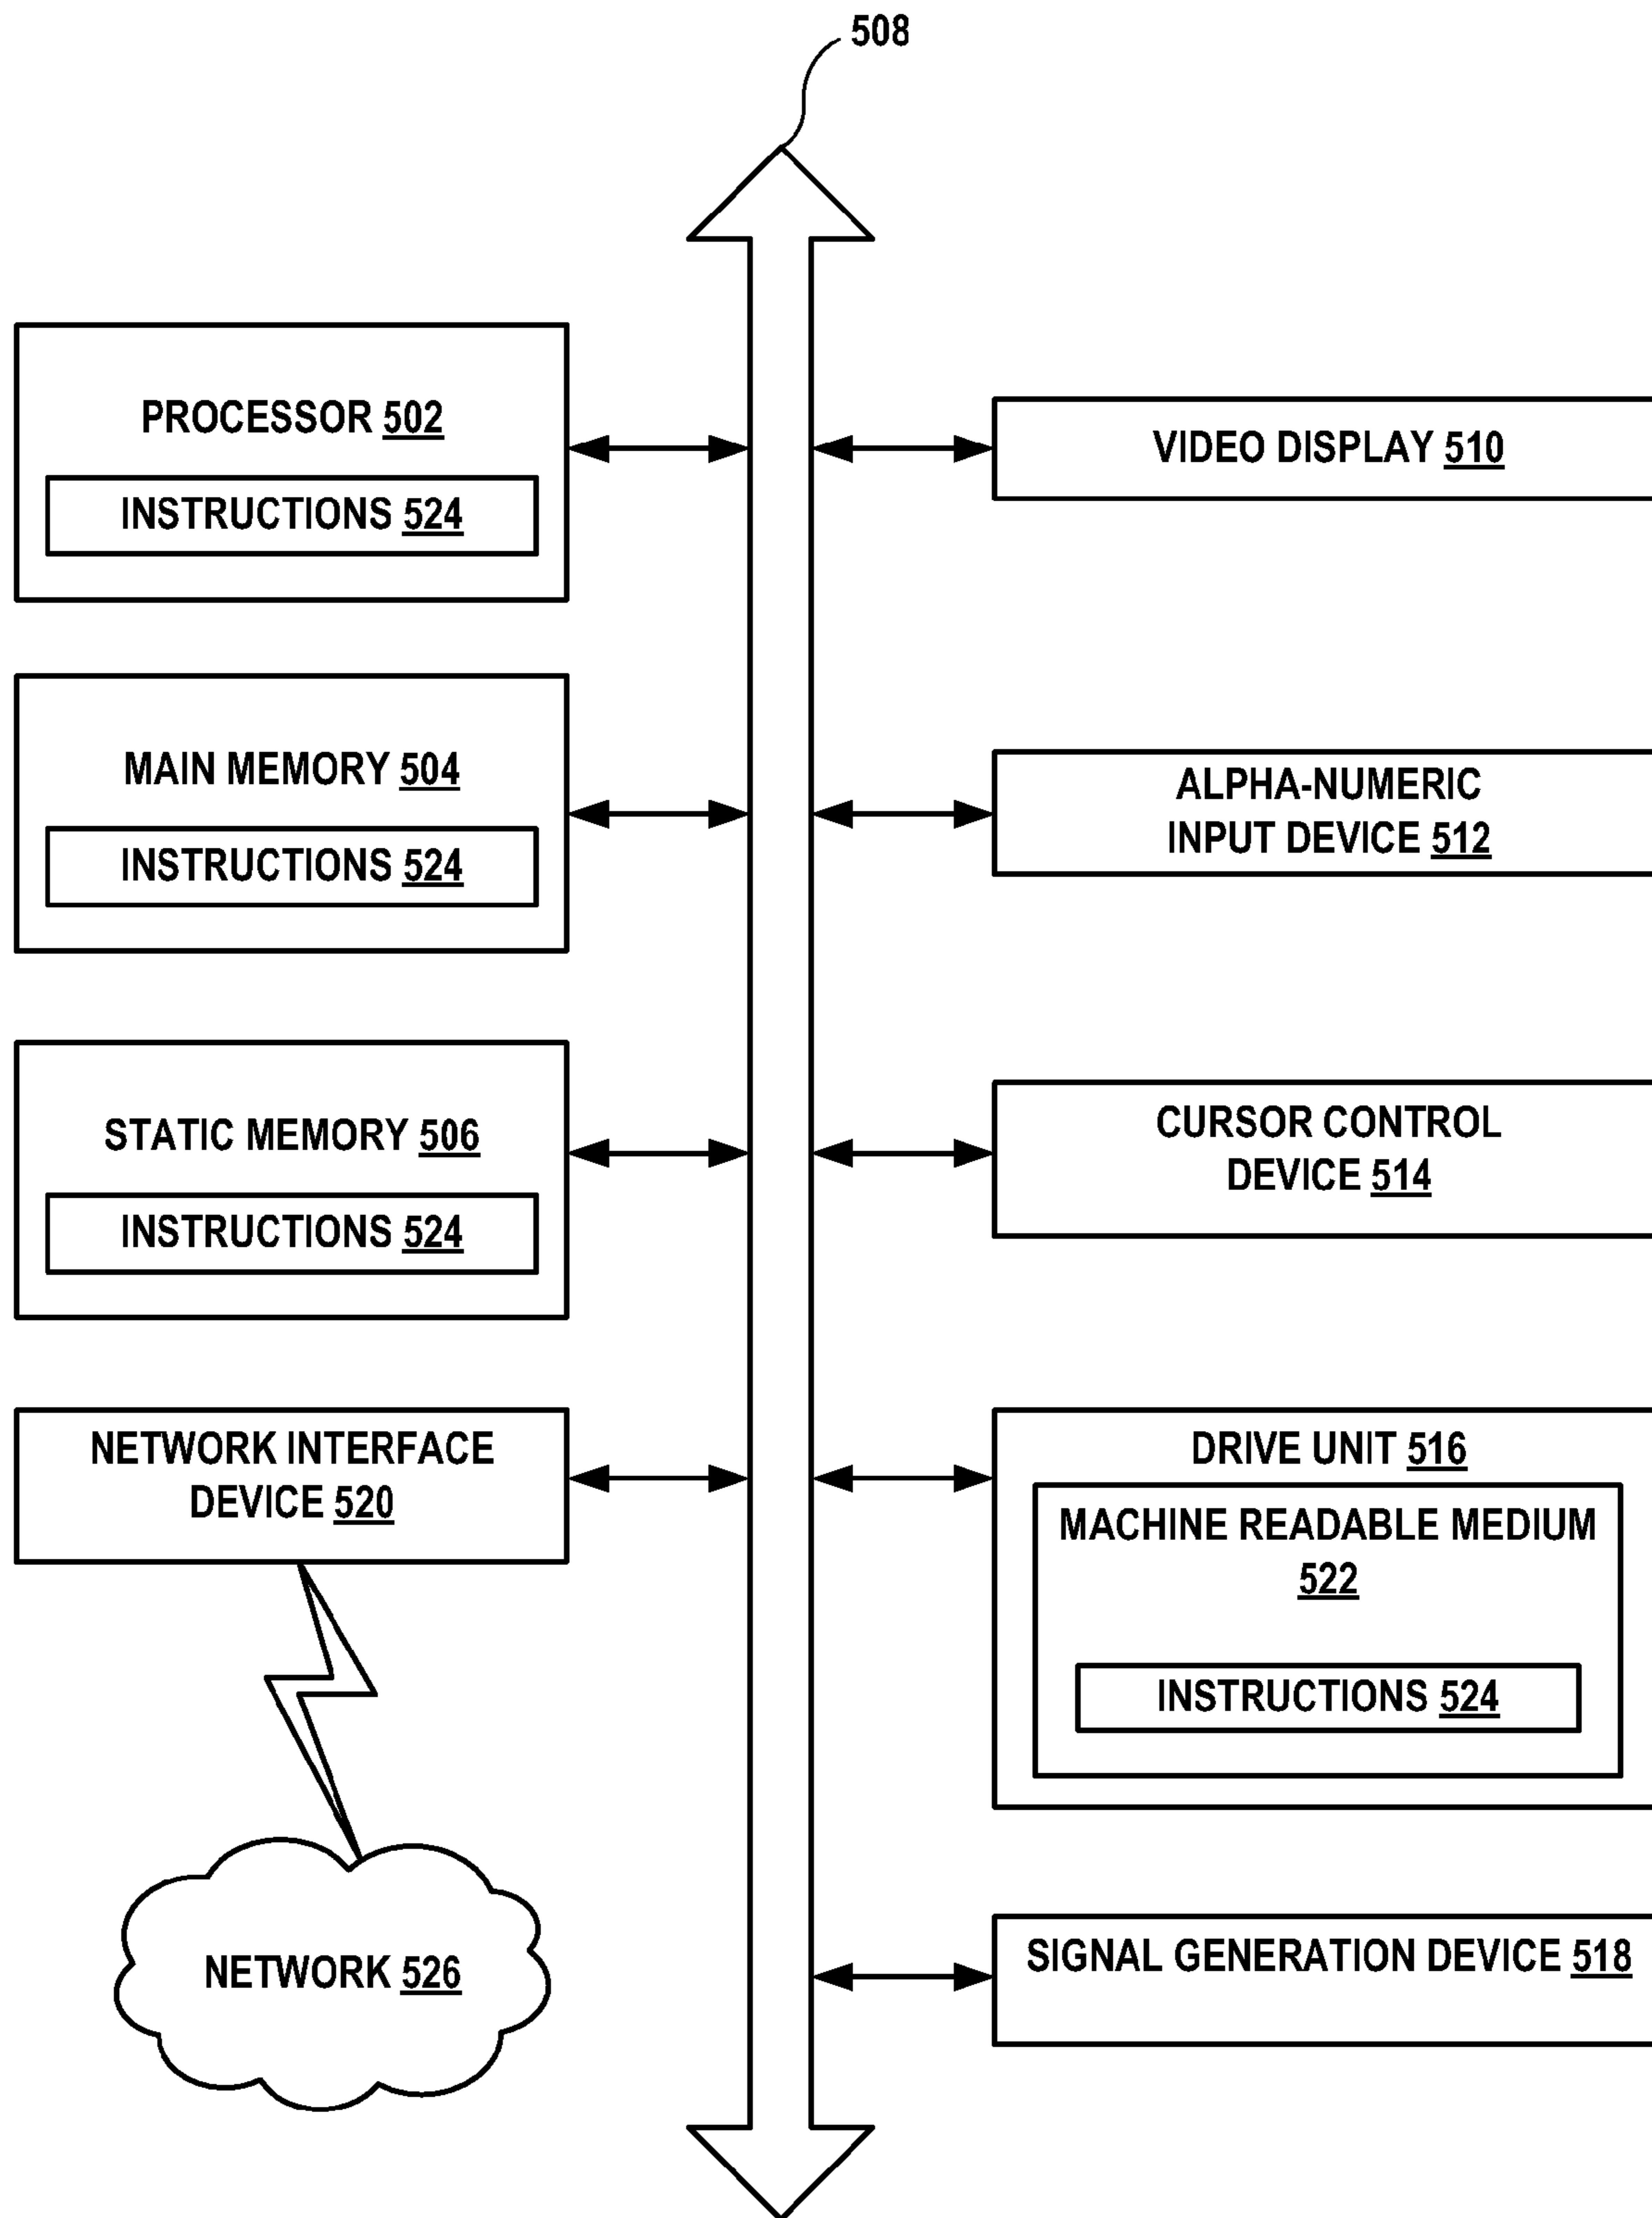 508
PROCESSOR 502
INSTRUCTIONS 524
MAIN MEMORY 504
INSTRUCTIONS 524
STATIC MEMORY 506
INSTRUCTIONS 524
NETWORK INTERFACE
DEVICE 520
NETWORK 526
VIDEO DISPLAY 510
ALPHA-NUMERIC
INPUT DEVICE 512
CURSOR CONTROL
DEVICE 514
DRIVE UNIT 516
MACHINE READABLE MEDIUM
522
INSTRUCTIONS 524
SIGNAL GENERATION DEVICE 518